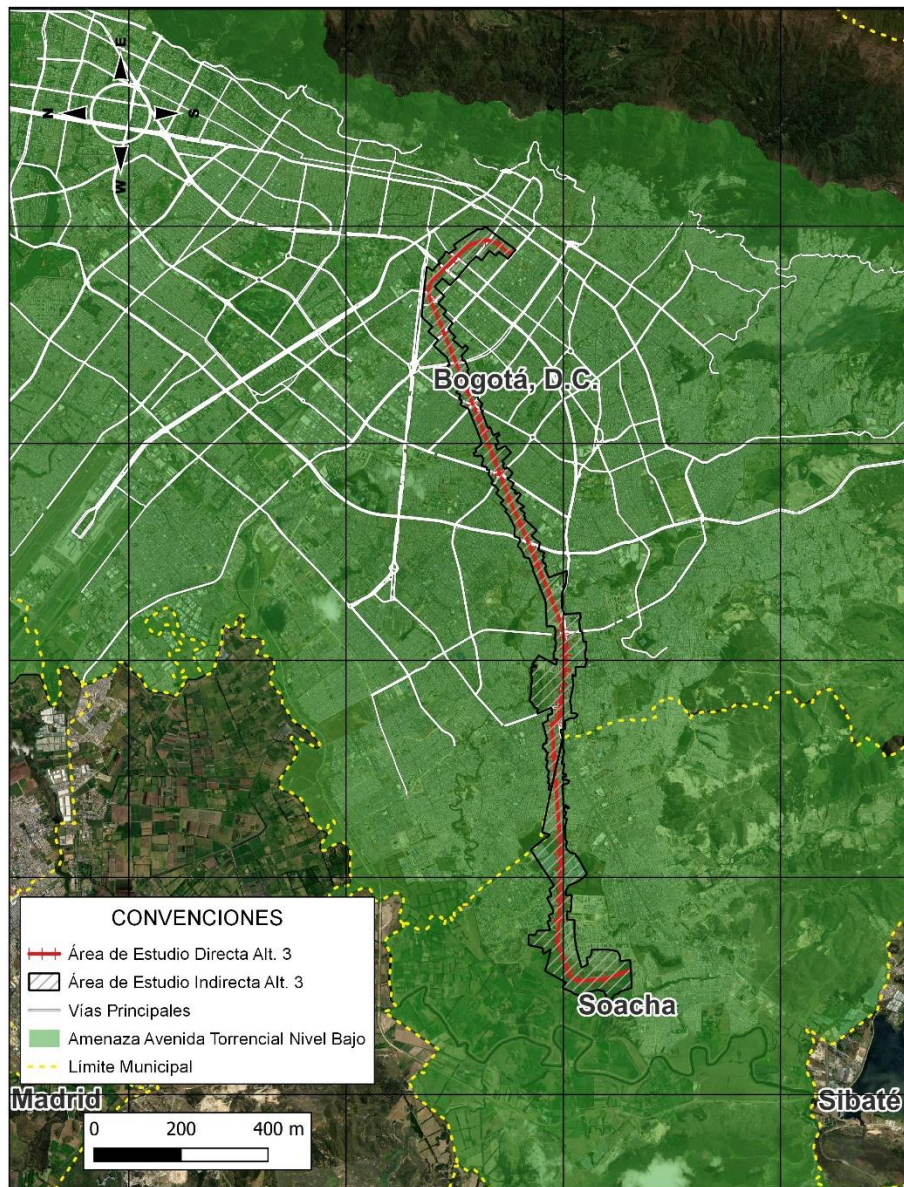 E
N
S
W
Bogotá, D.C.
CONVENCIONES
Área de Estudio Directa Alt. 3
Área de Estudio Indirecta Alt. 3
Vías Principales
Amenaza Avenida Torrencial Nivel Bajo
Límite Municipal
Soacha
Madrid
Sibaté
0 200 400 m